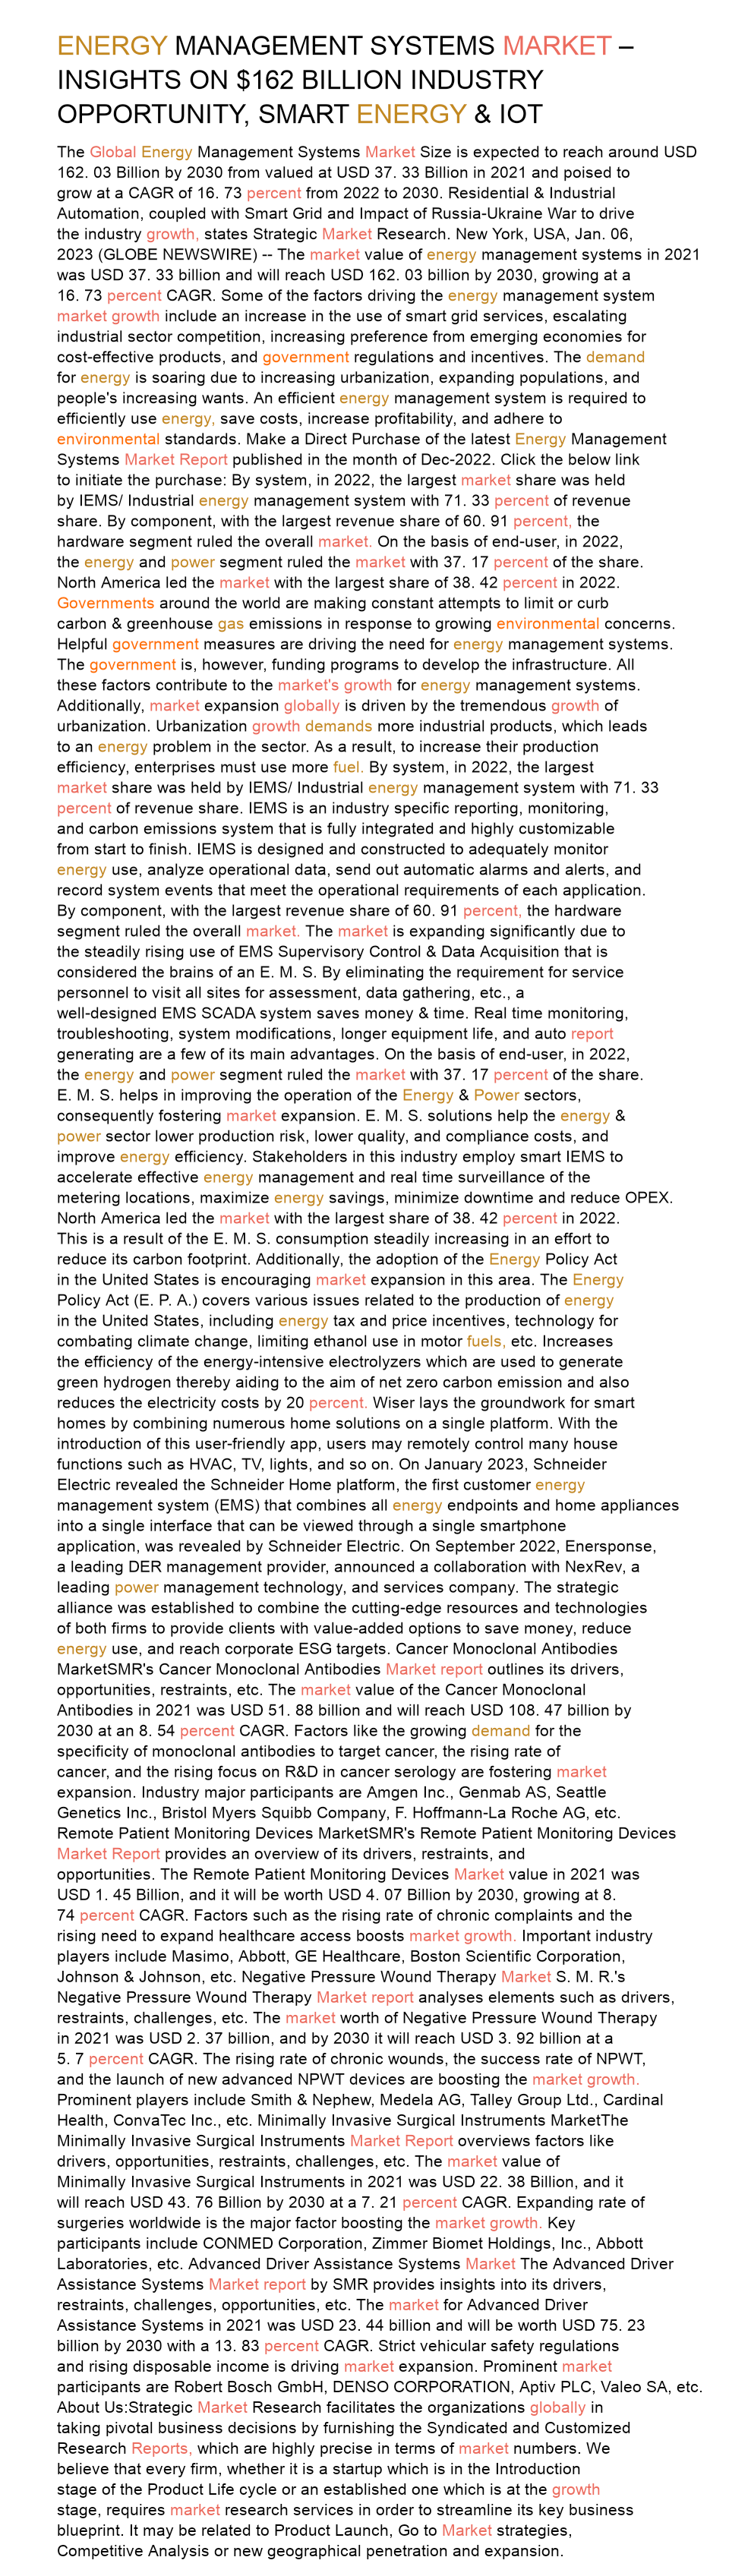 ENERGY MANAGEMENT SYSTEMS MARKET –
INSIGHTS ON $162 BILLION INDUSTRY
OPPORTUNITY, SMART ENERGY & IOT
The Global Energy Management Systems Market Size is expected to reach around USD
162. 03 Billion by 2030 from valued at USD 37. 33 Billion in 2021 and poised to
grow at a CAGR of 16. 73 percent from 2022 to 2030. Residential & Industrial
Automation, coupled with Smart Grid and Impact of Russia-Ukraine War to drive
the industry growth, states Strategic Market Research. New York, USA, Jan. 06,
2023 (GLOBE NEWSWIRE) -- The market value of energy management systems in 2021
was USD 37. 33 billion and will reach USD 162. 03 billion by 2030, growing at a
16. 73 percent CAGR. Some of the factors driving the energy management system
market growth include an increase in the use of smart grid services, escalating
industrial sector competition, increasing preference from emerging economies for
cost-effective products, and government regulations and incentives. The demand
for energy is soaring due to increasing urbanization, expanding populations, and
people's increasing wants. An efficient energy management system is required to
efficiently use energy, save costs, increase profitability, and adhere to
environmental standards. Make a Direct Purchase of the latest Energy Management
Systems Market Report published in the month of Dec-2022. Click the below link
to initiate the purchase: By system, in 2022, the largest market share was held
by IEMS/ Industrial energy management system with 71. 33 percent of revenue
share. By component, with the largest revenue share of 60. 91 percent, the
hardware segment ruled the overall market. On the basis of end-user, in 2022,
the energy and power segment ruled the market with 37. 17 percent of the share.
North America led the market with the largest share of 38. 42 percent in 2022.
Governments around the world are making constant attempts to limit or curb
carbon & greenhouse gas emissions in response to growing environmental concerns.
Helpful government measures are driving the need for energy management systems.
The government is, however, funding programs to develop the infrastructure. All
these factors contribute to the market's growth for energy management systems.
Additionally, market expansion globally is driven by the tremendous growth of
urbanization. Urbanization growth demands more industrial products, which leads
to an energy problem in the sector. As a result, to increase their production
efficiency, enterprises must use more fuel. By system, in 2022, the largest
market share was held by IEMS/ Industrial energy management system with 71. 33
percent of revenue share. IEMS is an industry specific reporting, monitoring,
and carbon emissions system that is fully integrated and highly customizable
from start to finish. IEMS is designed and constructed to adequately monitor
energy use, analyze operational data, send out automatic alarms and alerts, and
record system events that meet the operational requirements of each application.
By component, with the largest revenue share of 60. 91 percent, the hardware
segment ruled the overall market. The market is expanding significantly due to
the steadily rising use of EMS Supervisory Control & Data Acquisition that is
considered the brains of an E. M. S. By eliminating the requirement for service
personnel to visit all sites for assessment, data gathering, etc., a
well-designed EMS SCADA system saves money & time. Real time monitoring,
troubleshooting, system modifications, longer equipment life, and auto report
generating are a few of its main advantages. On the basis of end-user, in 2022,
the energy and power segment ruled the market with 37. 17 percent of the share.
E. M. S. helps in improving the operation of the Energy & Power sectors,
consequently fostering market expansion. E. M. S. solutions help the energy &
power sector lower production risk, lower quality, and compliance costs, and
improve energy efficiency. Stakeholders in this industry employ smart IEMS to
accelerate effective energy management and real time surveillance of the
metering locations, maximize energy savings, minimize downtime and reduce OPEX.
North America led the market with the largest share of 38. 42 percent in 2022.
This is a result of the E. M. S. consumption steadily increasing in an effort to
reduce its carbon footprint. Additionally, the adoption of the Energy Policy Act
in the United States is encouraging market expansion in this area. The Energy
Policy Act (E. P. A.) covers various issues related to the production of energy
in the United States, including energy tax and price incentives, technology for
combating climate change, limiting ethanol use in motor fuels, etc. Increases
the efficiency of the energy-intensive electrolyzers which are used to generate
green hydrogen thereby aiding to the aim of net zero carbon emission and also
reduces the electricity costs by 20 percent. Wiser lays the groundwork for smart
homes by combining numerous home solutions on a single platform. With the
introduction of this user-friendly app, users may remotely control many house
functions such as HVAC, TV, lights, and so on. On January 2023, Schneider
Electric revealed the Schneider Home platform, the first customer energy
management system (EMS) that combines all energy endpoints and home appliances
into a single interface that can be viewed through a single smartphone
application, was revealed by Schneider Electric. On September 2022, Enersponse,
a leading DER management provider, announced a collaboration with NexRev, a
leading power management technology, and services company. The strategic
alliance was established to combine the cutting-edge resources and technologies
of both firms to provide clients with value-added options to save money, reduce
energy use, and reach corporate ESG targets. Cancer Monoclonal Antibodies
MarketSMR's Cancer Monoclonal Antibodies Market report outlines its drivers,
opportunities, restraints, etc. The market value of the Cancer Monoclonal
Antibodies in 2021 was USD 51. 88 billion and will reach USD 108. 47 billion by
2030 at an 8. 54 percent CAGR. Factors like the growing demand for the
specificity of monoclonal antibodies to target cancer, the rising rate of
cancer, and the rising focus on R&D in cancer serology are fostering market
expansion. Industry major participants are Amgen Inc., Genmab AS, Seattle
Genetics Inc., Bristol Myers Squibb Company, F. Hoffmann-La Roche AG, etc.
Remote Patient Monitoring Devices MarketSMR's Remote Patient Monitoring Devices
Market Report provides an overview of its drivers, restraints, and
opportunities. The Remote Patient Monitoring Devices Market value in 2021 was
USD 1. 45 Billion, and it will be worth USD 4. 07 Billion by 2030, growing at 8.
74 percent CAGR. Factors such as the rising rate of chronic complaints and the
rising need to expand healthcare access boosts market growth. Important industry
players include Masimo, Abbott, GE Healthcare, Boston Scientific Corporation,
Johnson & Johnson, etc. Negative Pressure Wound Therapy Market S. M. R.'s
Negative Pressure Wound Therapy Market report analyses elements such as drivers,
restraints, challenges, etc. The market worth of Negative Pressure Wound Therapy
in 2021 was USD 2. 37 billion, and by 2030 it will reach USD 3. 92 billion at a
5. 7 percent CAGR. The rising rate of chronic wounds, the success rate of NPWT,
and the launch of new advanced NPWT devices are boosting the market growth.
Prominent players include Smith & Nephew, Medela AG, Talley Group Ltd., Cardinal
Health, ConvaTec Inc., etc. Minimally Invasive Surgical Instruments MarketThe
Minimally Invasive Surgical Instruments Market Report overviews factors like
drivers, opportunities, restraints, challenges, etc. The market value of
Minimally Invasive Surgical Instruments in 2021 was USD 22. 38 Billion, and it
will reach USD 43. 76 Billion by 2030 at a 7. 21 percent CAGR. Expanding rate of
surgeries worldwide is the major factor boosting the market growth. Key
participants include CONMED Corporation, Zimmer Biomet Holdings, Inc., Abbott
Laboratories, etc. Advanced Driver Assistance Systems Market The Advanced Driver
Assistance Systems Market report by SMR provides insights into its drivers,
restraints, challenges, opportunities, etc. The market for Advanced Driver
Assistance Systems in 2021 was USD 23. 44 billion and will be worth USD 75. 23
billion by 2030 with a 13. 83 percent CAGR. Strict vehicular safety regulations
and rising disposable income is driving market expansion. Prominent market
participants are Robert Bosch GmbH, DENSO CORPORATION, Aptiv PLC, Valeo SA, etc.
About Us:Strategic Market Research facilitates the organizations globally in
taking pivotal business decisions by furnishing the Syndicated and Customized
Research Reports, which are highly precise in terms of market numbers. We
believe that every firm, whether it is a startup which is in the Introduction
stage of the Product Life cycle or an established one which is at the growth
stage, requires market research services in order to streamline its key business
blueprint. It may be related to Product Launch, Go to Market strategies,
Competitive Analysis or new geographical penetration and expansion.